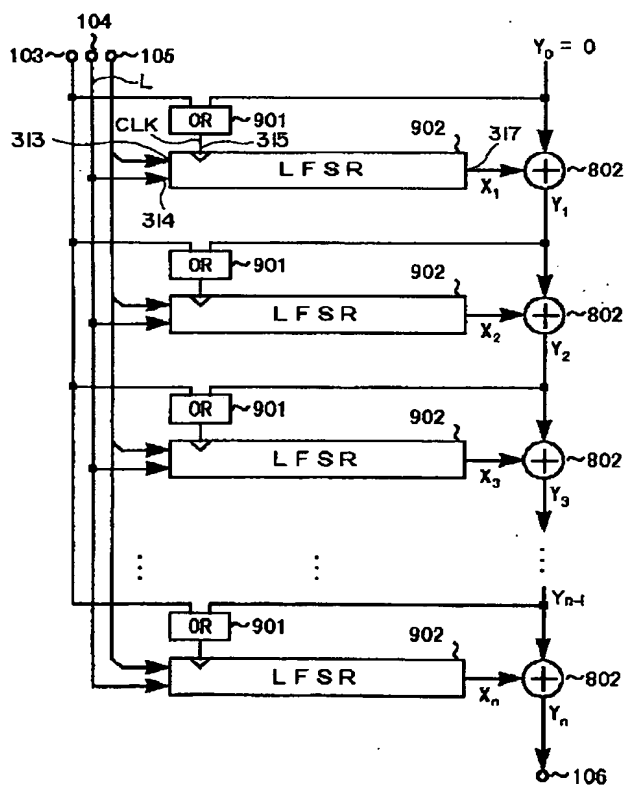 104
103 105 Y₀ = 0
L
OR 901
CLK 315 902 317
313 LFSR X₁ + 802
314 Y₁
OR 901
902
LFSR X₂ + 802
Y₂
OR 901
902
LFSR X₃ + 802
Y₃
Yₙ₋₁
OR 901
902
LFSR Xₙ + 802
Yₙ
106